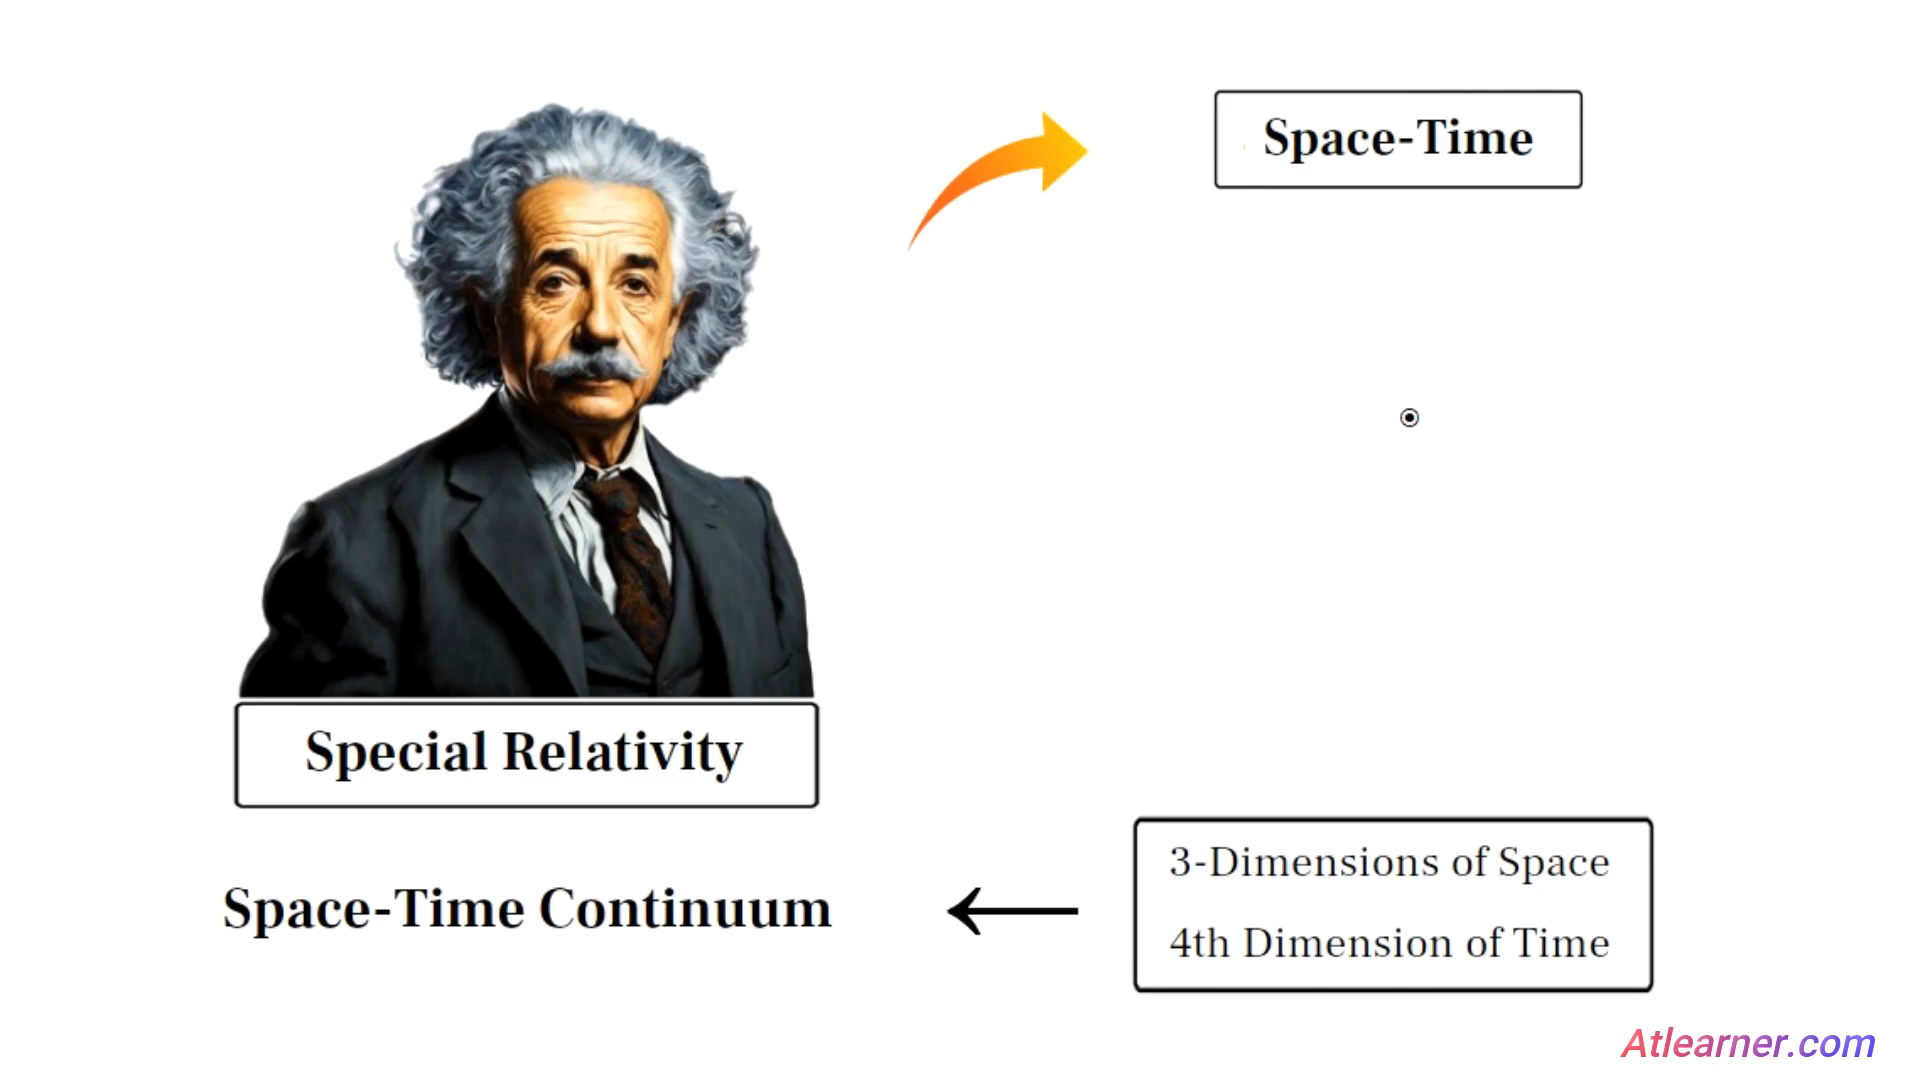 Space-Time
Special Relativity
Space-Time Continuum
3-Dimensions of Space
4th Dimension of Time
Atlearner.com